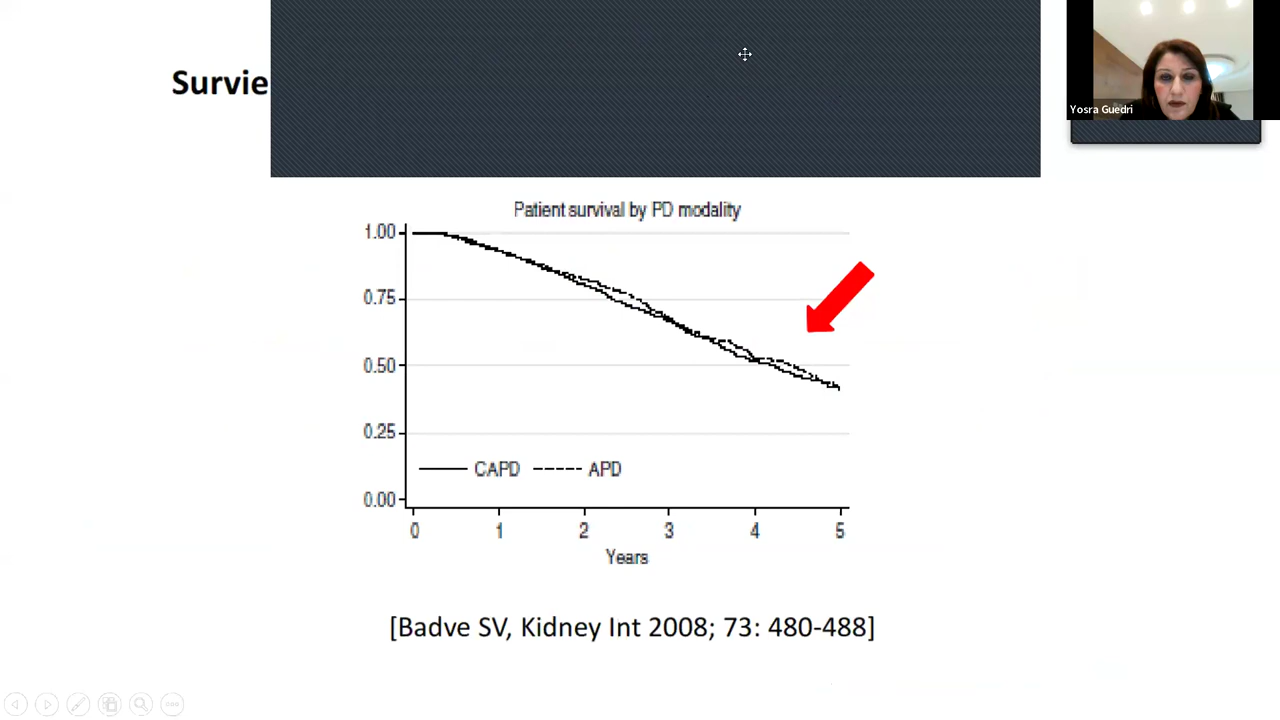 Survie
Yosra Guedri
Patient survival by PD modality
1.00
0.75
0.50
0.25
0.00
CAPD APD
0 1 2 3 4 5
Years
[Badve SV, Kidney Int 2008; 73: 480-488]